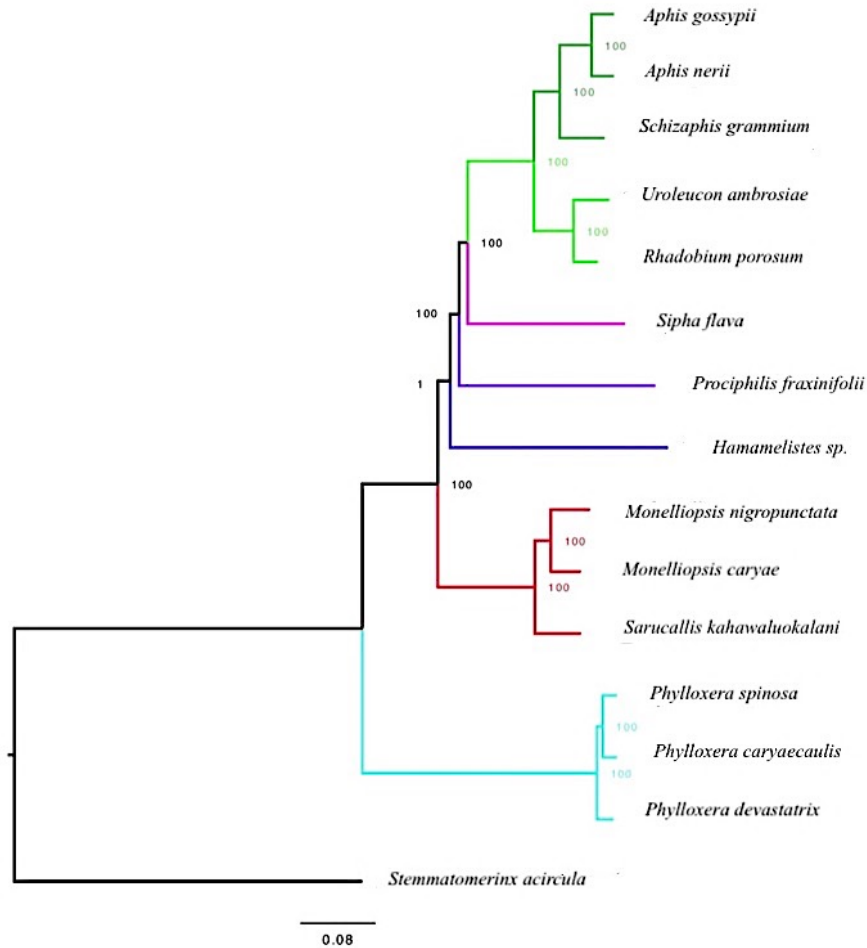 Aphis gossypii
100
Aphis nerii
100
Schizaphis grammium
100
Uroleucon ambrosiae
100
100
Rhadobium porosum
100
Sipha flava
1
Prociphilis fraxinifolii
Hamamelistes sp.
100
Monelliopsis nigropunctata
100
Monelliopsis caryae
100
Sarucallis kahawaluokalani
Phylloxera spinosa
100
Phylloxera caryaecaulis
100
Phylloxera devastatrix
Stemmatomerinx acircula
0.08